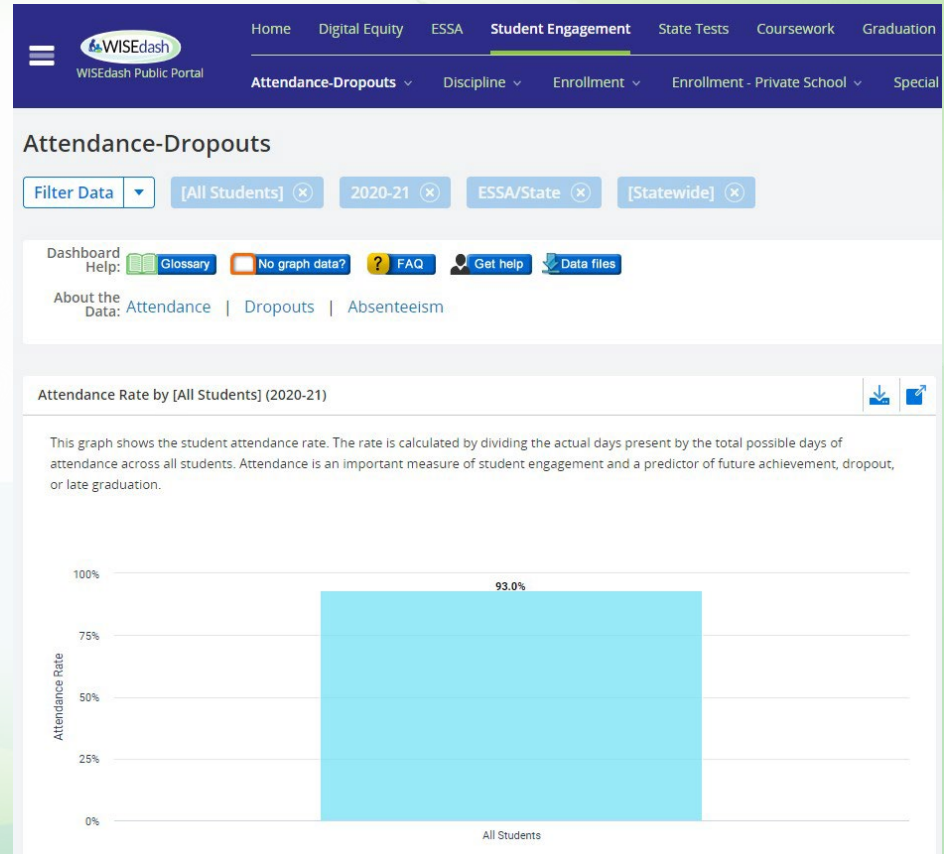 Home Digital Equity ESSA Student Engagement State Tests Coursework Graduation
WISEdash
WISEdash Public Portal
Attendance-Dropouts Discipline Enrollment Enrollment - Private School Special
Attendance-Dropouts
Filter Data [All Students] 2020-21 ESSA/State [Statewide]
Dashboard Help: Glossary No graph data? ? FAQ Get help Data files
About the Data: Attendance | Dropouts | Absenteeism
Attendance Rate by [All Students] (2020-21)
This graph shows the student attendance rate. The rate is calculated by dividing the actual days present by the total possible days of
attendance across all students. Attendance is an important measure of student engagement and a predictor of future achievement, dropout,
or late graduation.
100%
93.0%
75%
Attendance Rate
50%
25%
0%
All Students